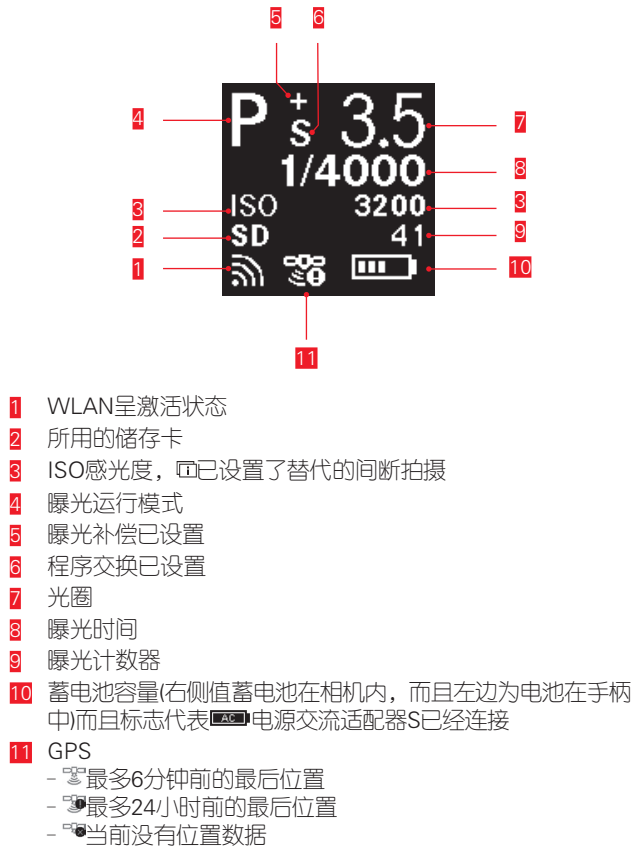 5 6
P + 3.5
4 S 7
1/4000 8
3 ISO 3200 3
2 SD 41 9
1 10
11
1 WLAN呈激活状态
2 所用的储存卡
3 ISO感光度，已设置了替代的间断拍摄
4 曝光运行模式
5 曝光补偿已设置
6 程序交换已设置
7 光圈
8 曝光时间
9 曝光计数器
10 蓄电池容量(右侧值蓄电池在相机内，而且左边为电池在手柄
中)而且标志代表AC电源交流适配器S已经连接
11 GPS
- 最多6分钟前的最后位置
- 最多24小时前的最后位置
- 当前没有位置数据